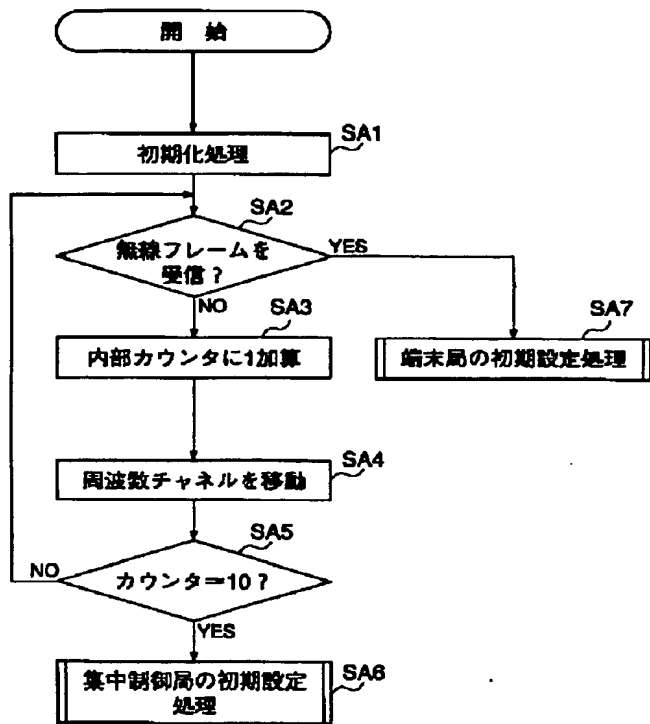 開 始
SA1
初期化処理
SA2
無線フレームを
受信?
YES
NO
SA3
内部カウンタに1加算
SA7
端末局の初期設定処理
SA4
周波数チャネルを移動
SA5
カウンタ=10?
NO
YES
SA6
集中制御局の初期設定
処理